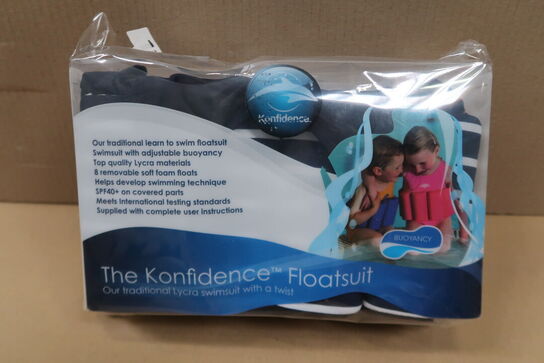 Konfidence
Our traditional learn to swim floatsuit
Swimsuit with adjustable buoyancy
Top quality Lycra materials
8 removable soft foam floats
Helps develop swimming technique
SPF40+ on covered parts
Meets International testing standards
Supplied with complete user instructions
BUOYANCY
The Konfidence™ Floatsuit
Our traditional Lycra swimsuit with a twist